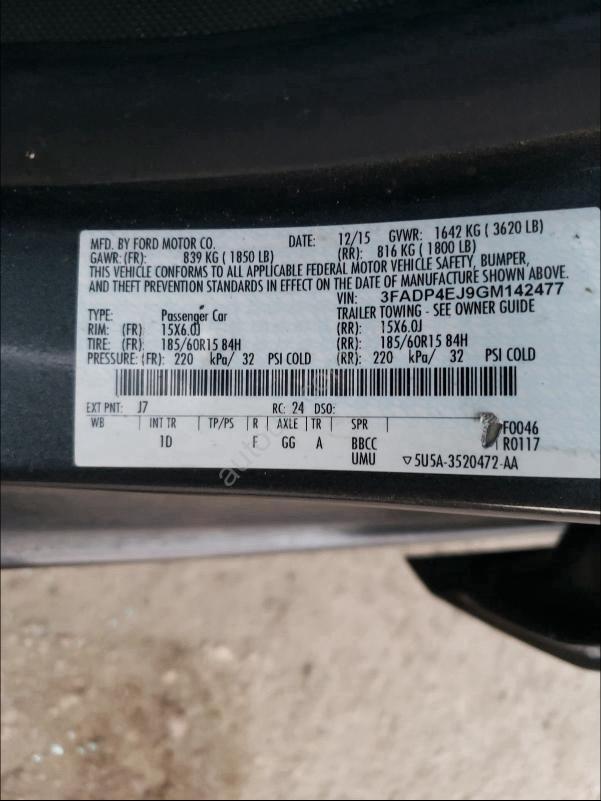 MFD. BY FORD MOTOR CO. DATE: 12/15 GVWR: 1642 KG ( 3620 LB)
GAWR: (FR): 839 KG ( 1850 LB) (RR): 816 KG ( 1800 LB)
THIS VEHICLE CONFORMS TO ALL APPLICABLE FEDERAL MOTOR VEHICLE SAFETY, BUMPER,
AND THEFT PREVENTION STANDARDS IN EFFECT ON THE DATE OF MANUFACTURE SHOWN ABOVE.
VIN: 3FADP4EJ9GM142477
TYPE: Passenger Car TRAILER TOWING - SEE OWNER GUIDE
RIM: (FR) 15X6.0J (RR): 15X6.0J
TIRE: (FR) 185/60R15 84H (RR): 185/60R15 84H
PRESSURE: (FR): 220 kPa/ 32 PSI COLD (RR): 220 kPa/ 32 PSI COLD
EXT PNT: J7 RC: 24 DSO:
WB INT TR TP/PS R AXLE TR SPR F0046
1D F GG A BBCC R0117
UMU ▽5U5A-3520472-AA